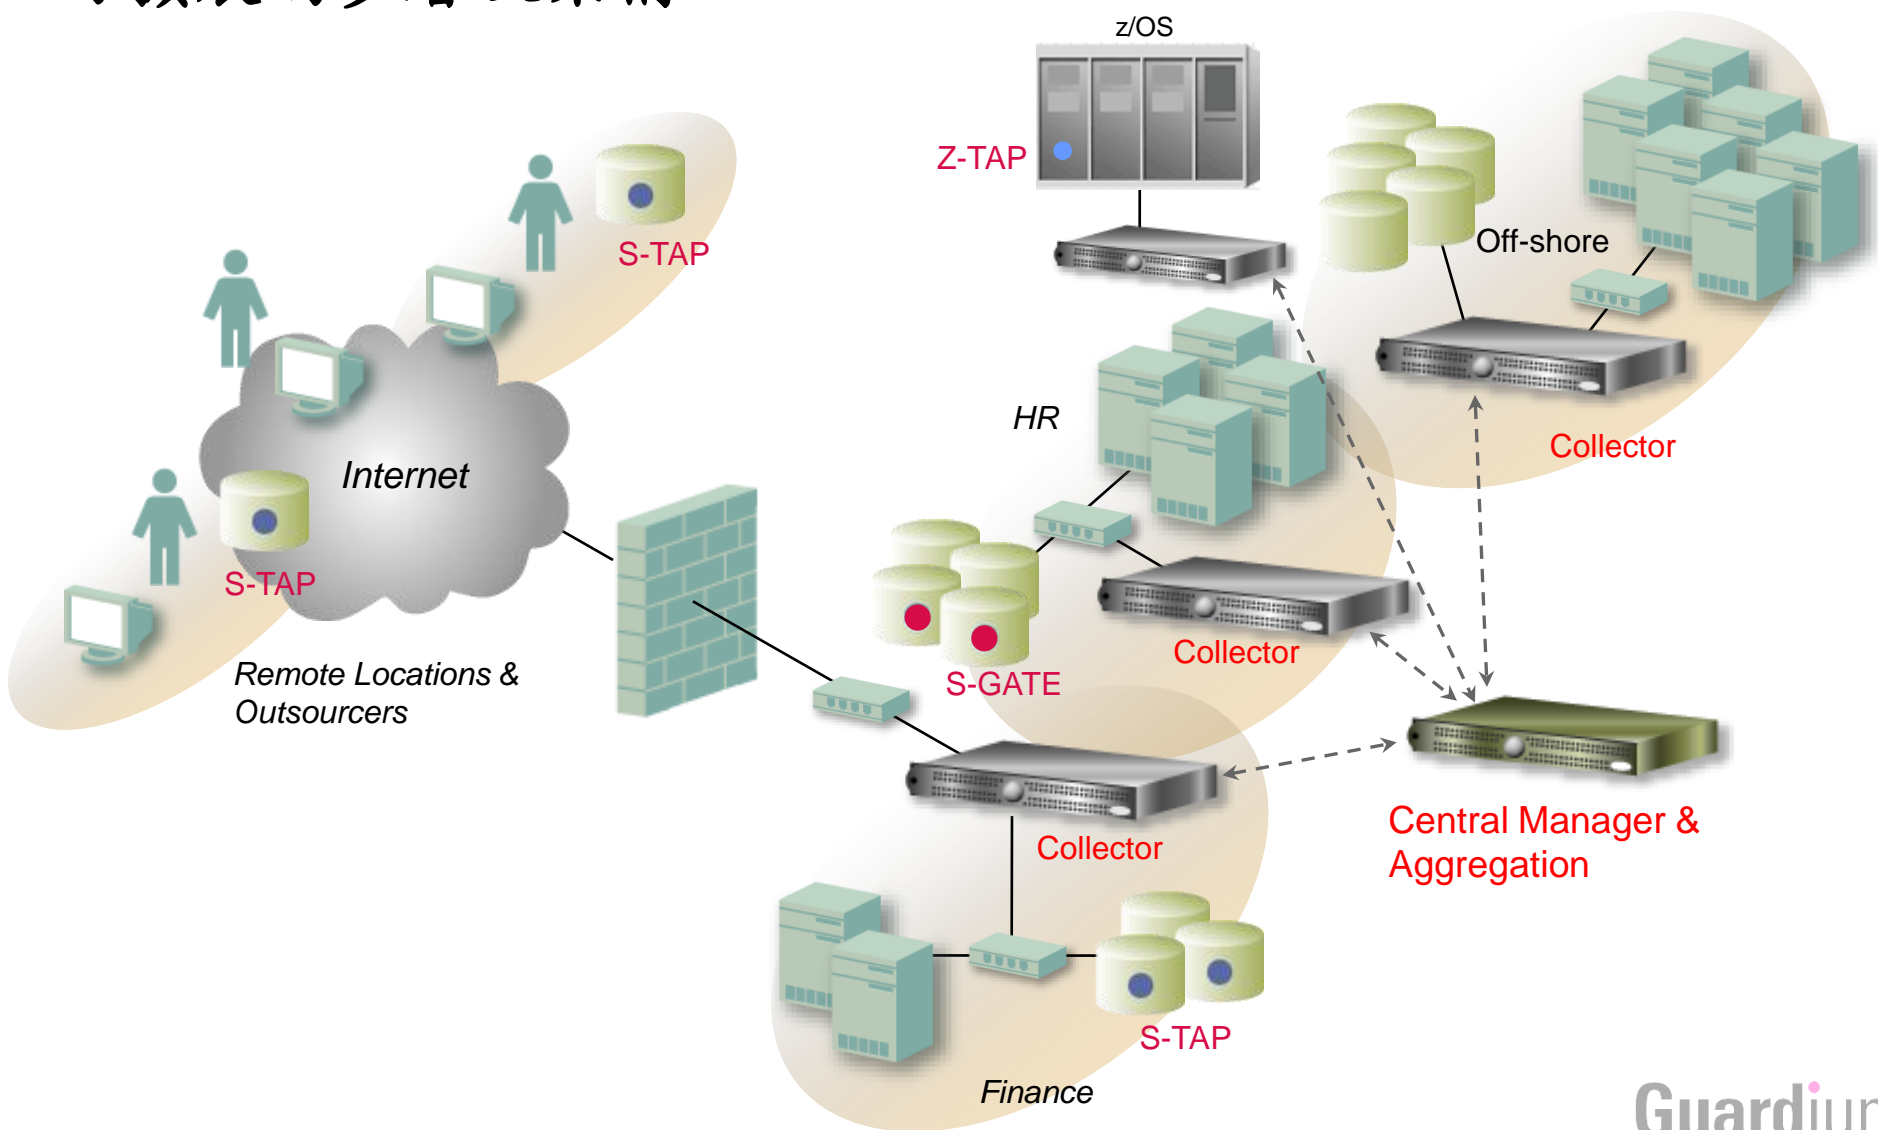 z/OS
Z-TAP
S-TAP
Off-shore
HR
Collector
Internet
S-TAP
Collector
S-GATE
Remote Locations &
Outsourcers
Collector
Central Manager &
Aggregation
S-TAP
Finance